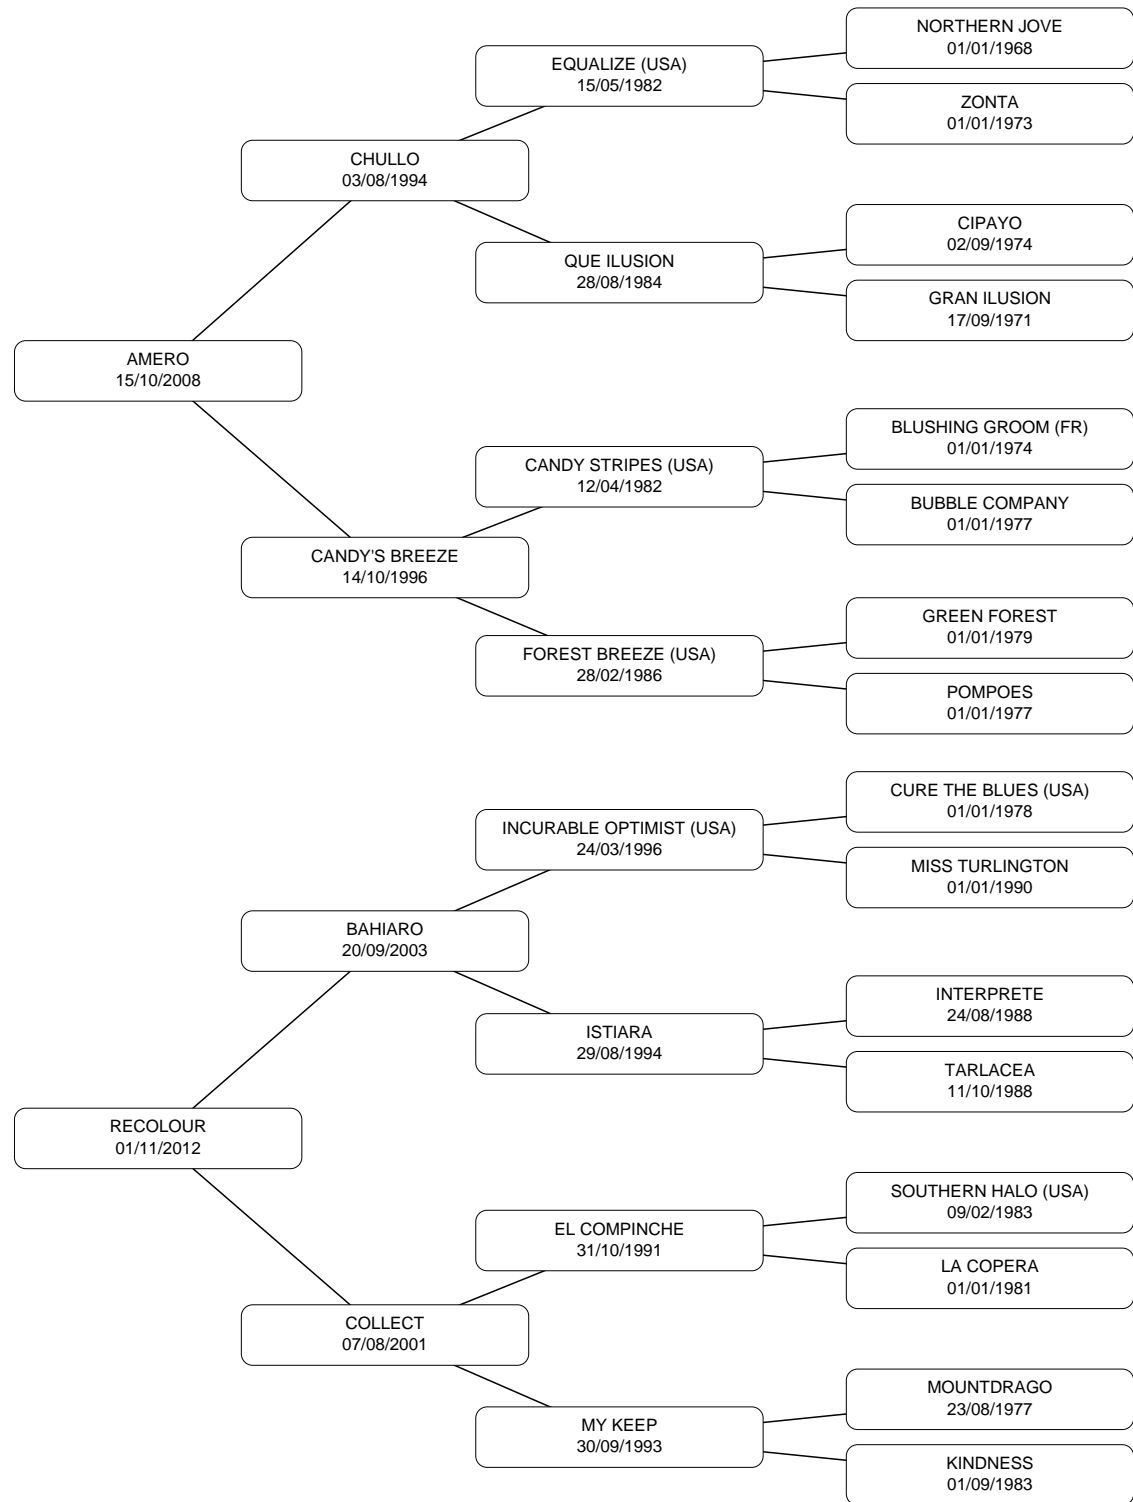 NORTHERN JOVE
01/01/1968
EQUALIZE (USA)
15/05/1982
ZONTA
01/01/1973
CHULLO
03/08/1994
CIPAYO
02/09/1974
QUE ILUSION
28/08/1984
GRAN ILUSION
17/09/1971
AMERO
15/10/2008
BLUSHING GROOM (FR)
01/01/1974
CANDY STRIPES (USA)
12/04/1982
BUBBLE COMPANY
01/01/1977
CANDY'S BREEZE
14/10/1996
GREEN FOREST
01/01/1979
FOREST BREEZE (USA)
28/02/1986
POMPOES
01/01/1977
CURE THE BLUES (USA)
01/01/1978
INCURABLE OPTIMIST (USA)
24/03/1996
MISS TURLINGTON
01/01/1990
BAHIARO
20/09/2003
INTERPRETE
24/08/1988
ISTIARA
29/08/1994
TARLACEA
11/10/1988
RECOLOUR
01/11/2012
SOUTHERN HALO (USA)
09/02/1983
EL COMPINCHE
31/10/1991
LA COPERA
01/01/1981
COLLECT
07/08/2001
MOUNTDRAGO
23/08/1977
MY KEEP
30/09/1993
KINDNESS
01/09/1983